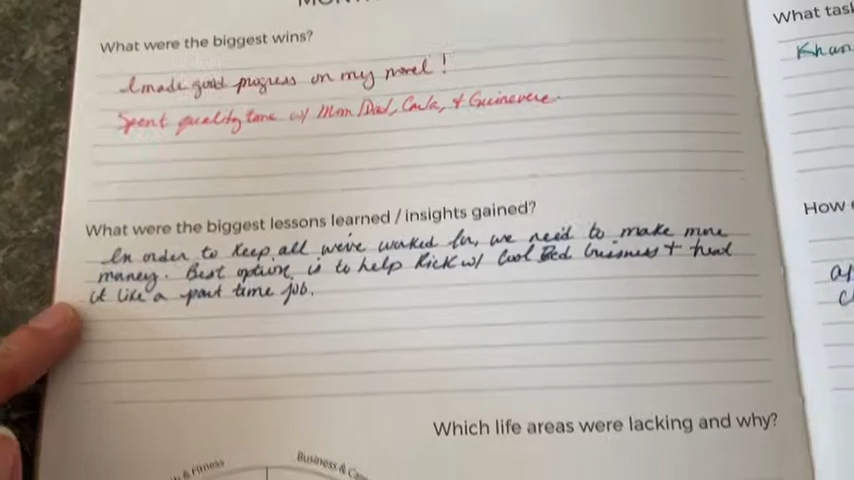 MON
What were the biggest wins?
I made good progress on my novel!
Spent quality time w/ Mom/Dad, Carla, + Guinevere.
What were the biggest lessons learned / insights gained?
In order to keep all we've worked for, we need to make more
money. Best option is to help Rick w/ Cool Bed business + treat
it like a part time job.
Which life areas were lacking and why?
& Fitness
Business & Ca
What task
Khan
How